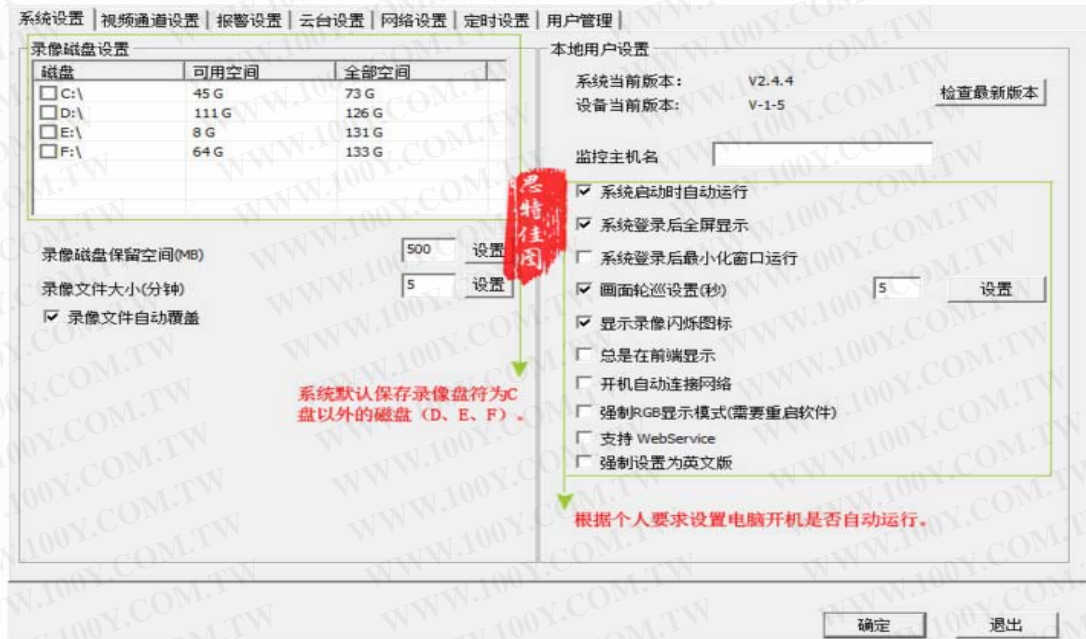 系统设置 视频通道设置 报警设置 云台设置 网络设置 定时设置 用户管理
录像磁盘设置
磁盘 可用空间 全部空间
C:\ 45 G 73 G
D:\ 111 G 126 G
E:\ 8 G 131 G
F:\ 64 G 133 G
录像磁盘保留空间(MB) 500 设置
录像文件大小(分钟) 5 设置
录像文件自动覆盖
系统默认保存录像盘符为C
盘以外的磁盘（D、E、F）。
思特佳图
本地用户设置
系统当前版本： V2.4.4
设备当前版本： V-1-5
检查最新版本
监控主机名
系统启动时自动运行
系统登录后全屏显示
系统登录后最小化窗口运行
画面轮巡设置(秒) 5 设置
显示录像闪烁图标
总是在前端显示
开机自动连接网络
强制RGB显示模式(需要重启软件)
支持 WebService
强制设置为英文版
根据个人要求设置电脑开机是否自动运行。
确定 退出
WWW.100Y.COM.TW